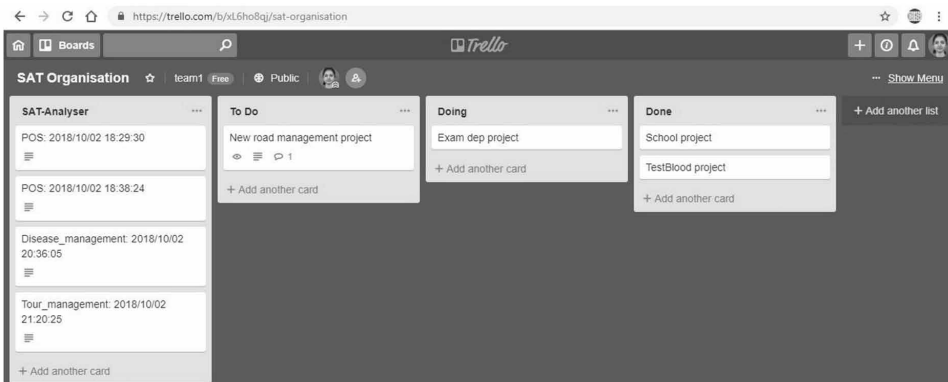 https://trello.com/b/xL6ho8qj/sat-organisation
Boards
Trello
SAT Organisation team1 Free Public Show Menu
SAT-Analyser
POS: 2018/10/02 18:29:30
POS: 2018/10/02 18:38:24
Disease_management: 2018/10/02
20:36:05
Tour_management: 2018/10/02
21:20:25
+ Add another card
To Do
New road management project
1
+ Add another card
Doing
Exam dep project
+ Add another card
Done
School project
TestBlood project
+ Add another card
+ Add another list